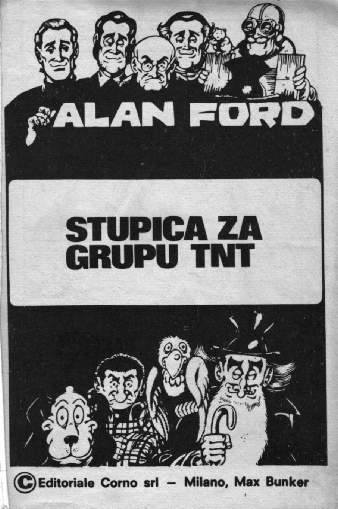 ALAN FORD
STUPICA ZA
GRUPU TNT
© Editoriale Corno srl – Milano, Max Bunker